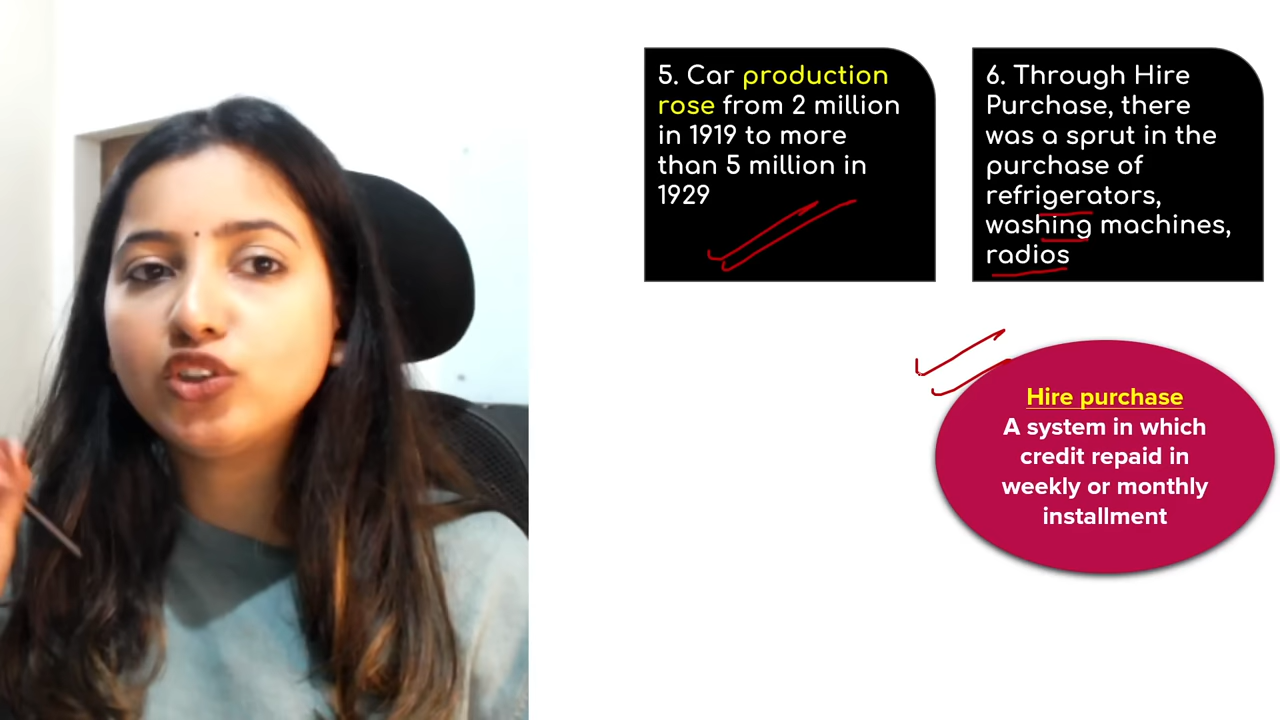 5. Car production
rose from 2 million
in 1919 to more
than 5 million in
1929
6. Through Hire
Purchase, there
was a sprut in the
purchase of
refrigerators,
washing machines,
radios
Hire purchase
A system in which
credit repaid in
weekly or monthly
installment